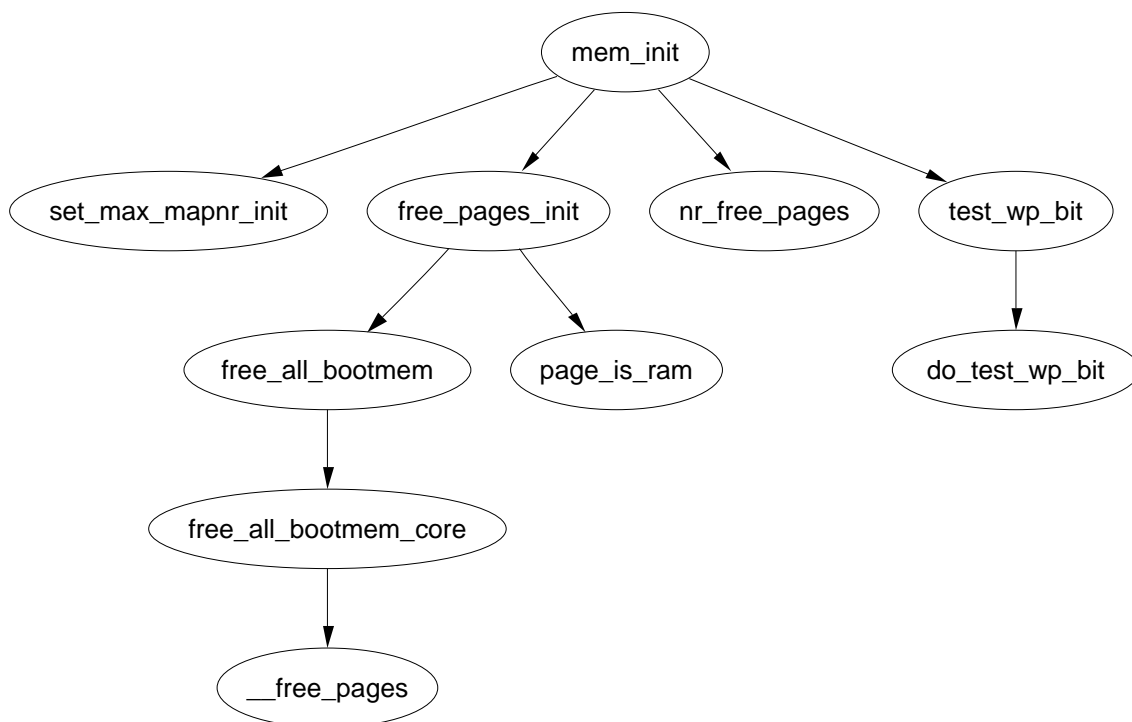 mem_init
set_max_mapnr_init
free_pages_init
nr_free_pages
test_wp_bit
free_all_bootmem
page_is_ram
do_test_wp_bit
free_all_bootmem_core
__free_pages